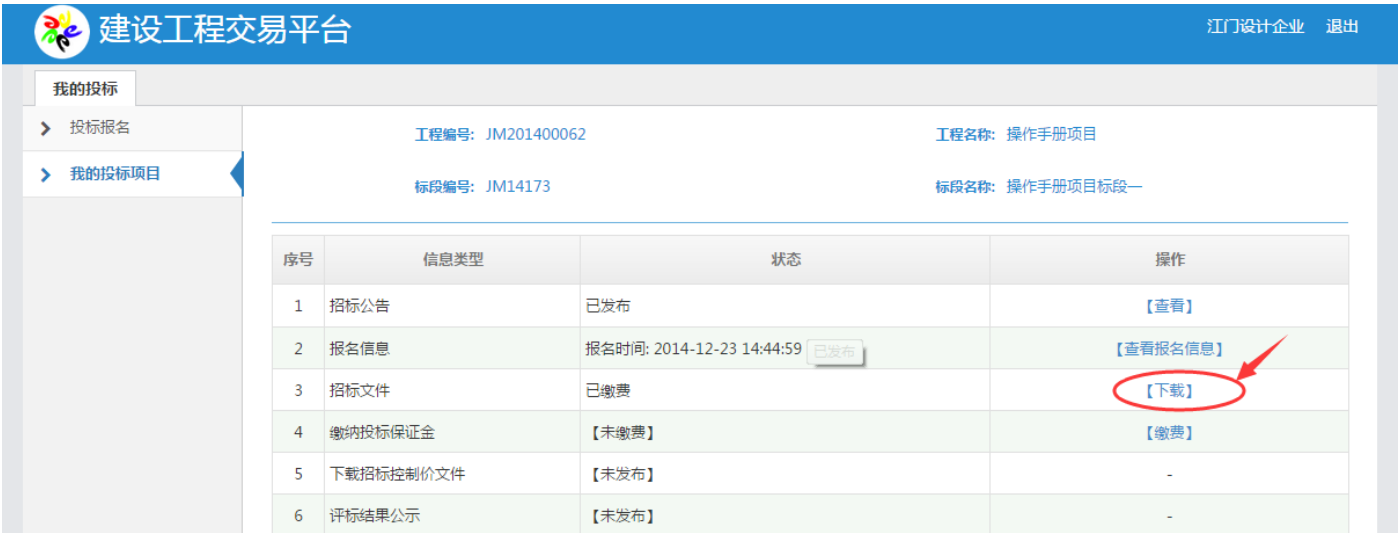 建设工程交易平台 江门设计企业 退出
我的投标
投标报名
我的投标项目
工程编号: JM201400062 工程名称: 操作手册项目
标段编号: JM14173 标段名称: 操作手册项目标段一
序号 信息类型 状态 操作
1 招标公告 已发布 【查看】
2 报名信息 报名时间: 2014-12-23 14:44:59 已发布 【查看报名信息】
3 招标文件 已缴费 【下载】
4 缴纳投标保证金 【未缴费】 【缴费】
5 下载招标控制价文件 【未发布】 -
6 评标结果公示 【未发布】 -